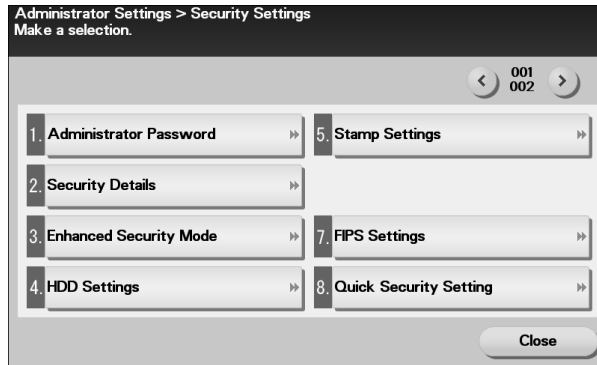 Administrator Settings > Security Settings
Make a selection.
001
002
1. Administrator Password
5. Stamp Settings
2. Security Details
3. Enhanced Security Mode
7. FIPS Settings
4. HDD Settings
8. Quick Security Setting
Close